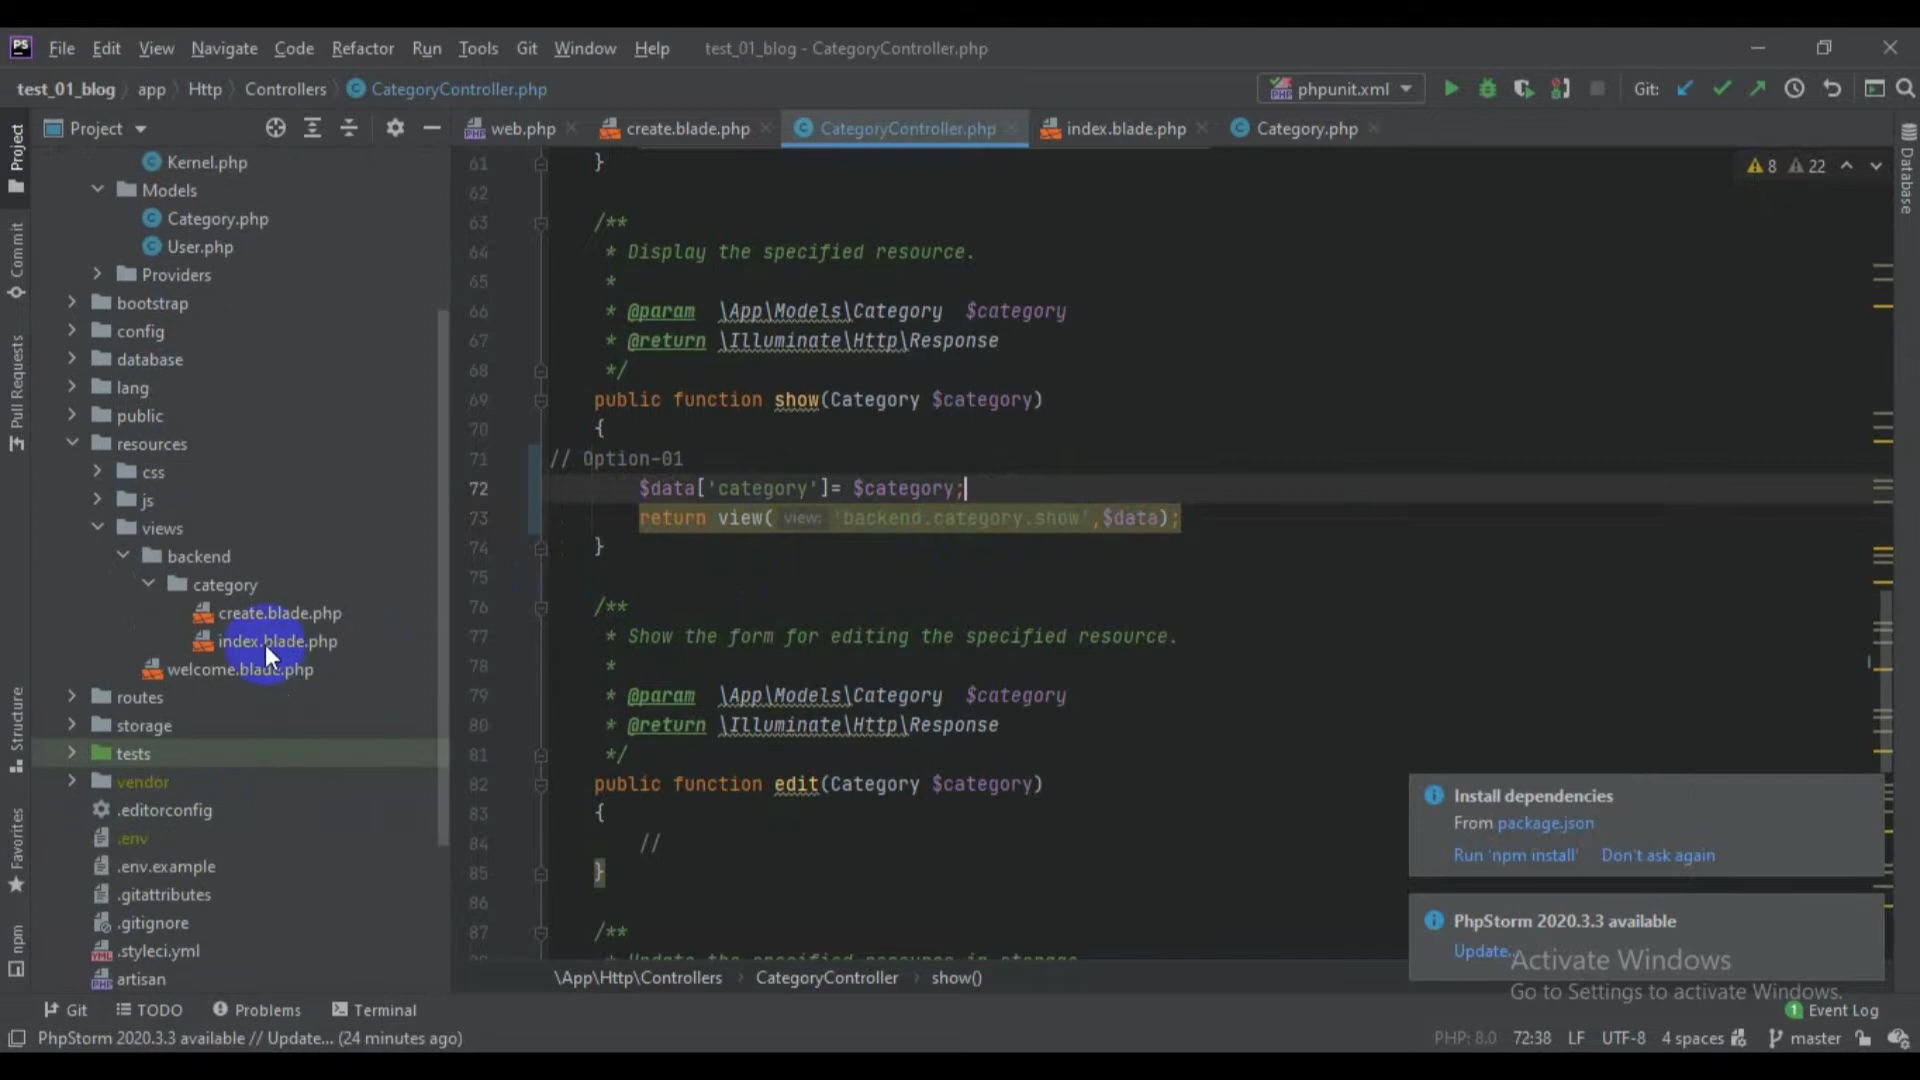 PS File Edit View Navigate Code Refactor Run Tools Git Window Help test_01_blog - CategoryController.php
test_01_blog app Http Controllers CategoryController.php phpunit.xml Git:
Project web.php create.blade.php CategoryController.php index.blade.php Category.php
Project
Commit
Pull Requests
Structure
Favorites
npm
Kernel.php
Models
Category.php
User.php
Providers
bootstrap
config
database
lang
public
resources
css
js
views
backend
category
create.blade.php
index.blade.php
welcome.blade.php
routes
storage
tests
vendor
.editorconfig
.env
.env.example
.gitattributes
.gitignore
.styleci.yml
artisan
8 22
Database
61 }
62
63 /**
64 * Display the specified resource.
65 *
66 * @param \App\Models\Category $category
67 * @return \Illuminate\Http\Response
68 */
69 public function show(Category $category)
70 {
71 // Option-01
72 $data['category']= $category;
73 return view( view: 'backend.category.show',$data);
74 }
75
76 /**
77 * Show the form for editing the specified resource.
78 *
79 * @param \App\Models\Category $category
80 * @return \Illuminate\Http\Response
81 */
82 public function edit(Category $category)
83 {
84 //
85 }
86
87 /**
\App\Http\Controllers CategoryController show()
Install dependencies
From package.json
Run 'npm install' Don't ask again
PhpStorm 2020.3.3 available
Update...
Activate Windows
Go to Settings to activate Windows.
Git TODO Problems Terminal 1 Event Log
PhpStorm 2020.3.3 available // Update... (24 minutes ago) PHP: 8.0 72:38 LF UTF-8 4 spaces master